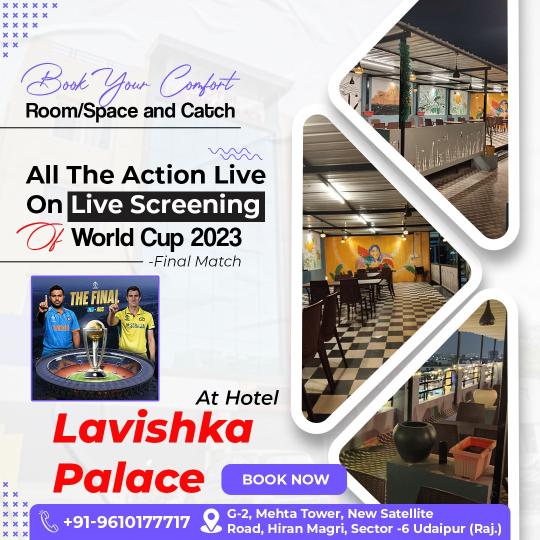 Book Your Comfort
Room/Space and Catch
All The Action Live
On Live Screening
Of World Cup 2023
-Final Match
THE FINAL
IND - AUS
At Hotel
Lavishka
Palace
BOOK NOW
+91-9610177717
G-2, Mehta Tower, New Satellite
Road, Hiran Magri, Sector -6 Udaipur (Raj.)